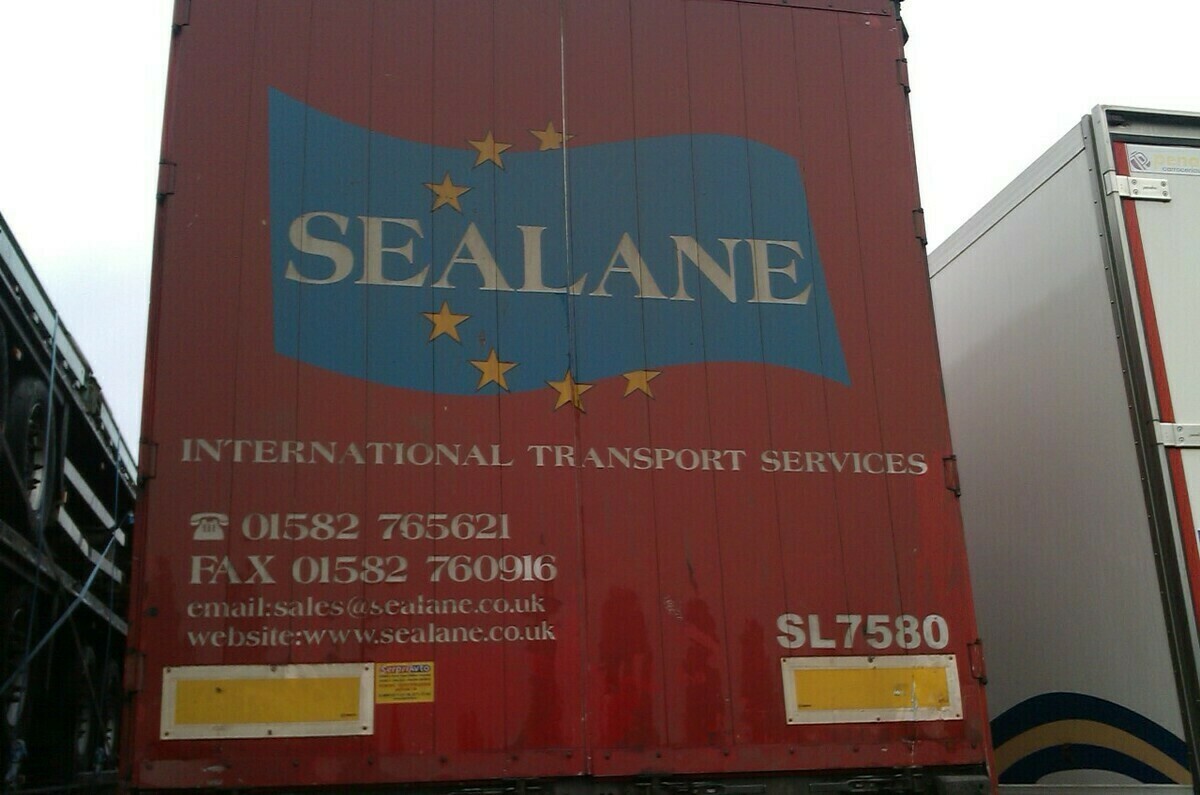 SEALANE
INTERNATIONAL TRANSPORT SERVICES
☎ 01582 765621
FAX 01582 760916
email:sales@sealane.co.uk
website:www.sealane.co.uk
SL7580